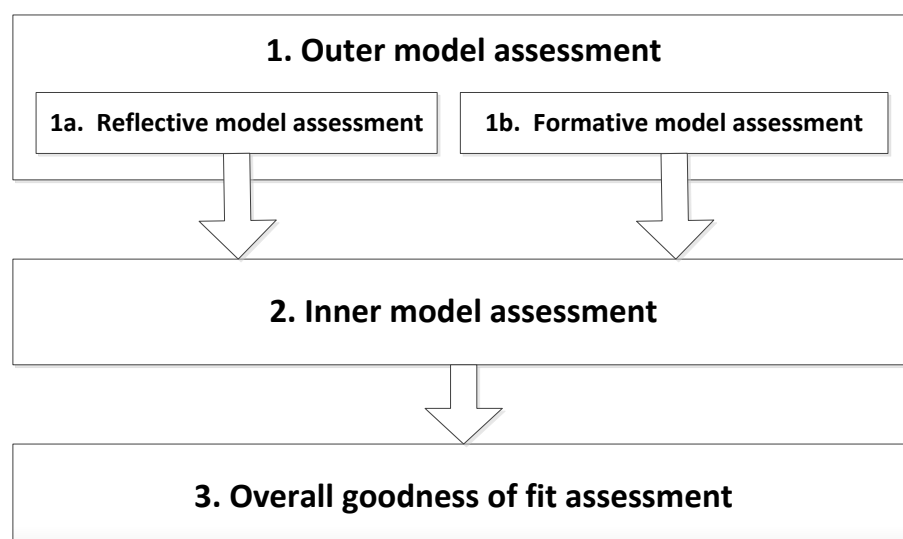 1. Outer model assessment
1a. Reflective model assessment
1b. Formative model assessment
2. Inner model assessment
3. Overall goodness of fit assessment